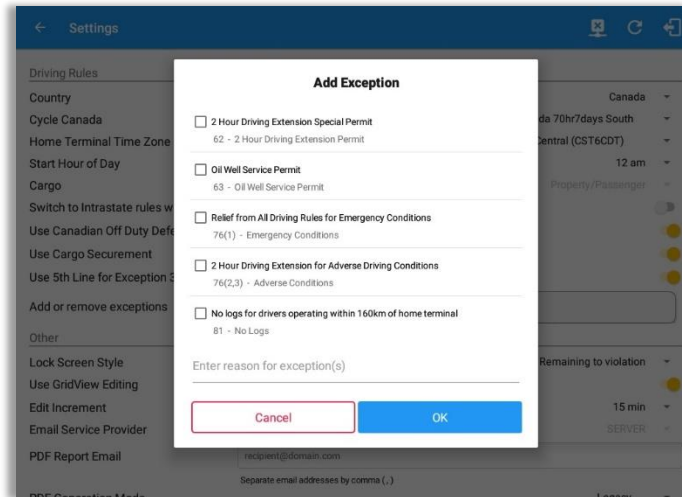 Settings
Driving Rules
Country Canada
Cycle Canada da 70hr7days South
Home Terminal Time Zone Central (CST6CDT)
Start Hour of Day 12 am
Cargo Property/Passenger
Switch to Intrastate rules w
Use Canadian Off Duty Defe
Use Cargo Securement
Use 5th Line for Exception 3
Add or remove exceptions
Other
Lock Screen Style Remaining to violation
Use GridView Editing
Edit Increment 15 min
Email Service Provider SERVER
PDF Report Email recipient@domain.com
Separate email addresses by comma ( , )
PDF Generation Mode Legacy
Add Exception
2 Hour Driving Extension Special Permit
62 - 2 Hour Driving Extension Permit
Oil Well Service Permit
63 - Oil Well Service Permit
Relief from All Driving Rules for Emergency Conditions
76(1) - Emergency Conditions
2 Hour Driving Extension for Adverse Driving Conditions
76(2,3) - Adverse Conditions
No logs for drivers operating within 160km of home terminal
81 - No Logs
Enter reason for exception(s)
Cancel OK